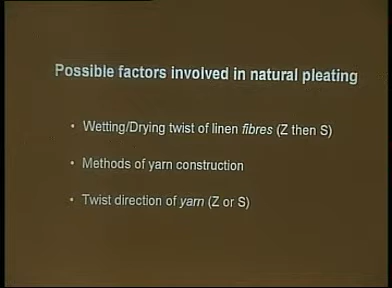 Possible factors involved in natural pleating
• Wetting/Drying twist of linen fibres (Z then S)
• Methods of yarn construction
• Twist direction of yarn (Z or S)